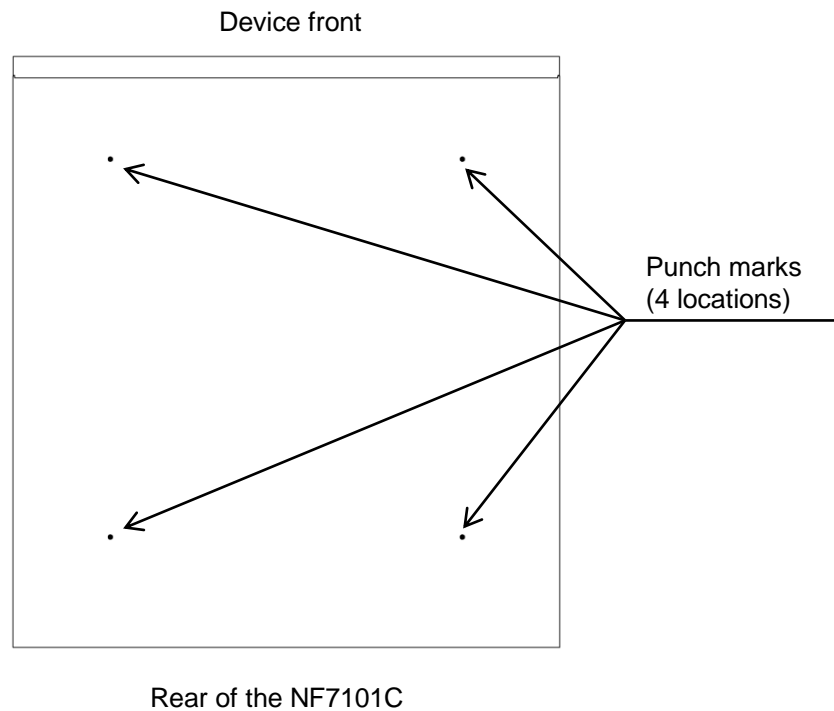 Device front
Punch marks
(4 locations)
Rear of the NF7101C